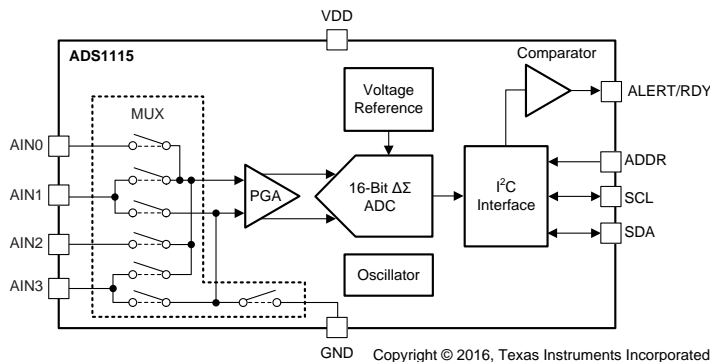 VDD
ADS1115
Comparator
Voltage
Reference
ALERT/RDY
MUX
AIN0
ADDR
AIN1
PGA
16-Bit ΔΣ
ADC
I²C
Interface
SCL
AIN2
SDA
AIN3
Oscillator
GND
Copyright © 2016, Texas Instruments Incorporated